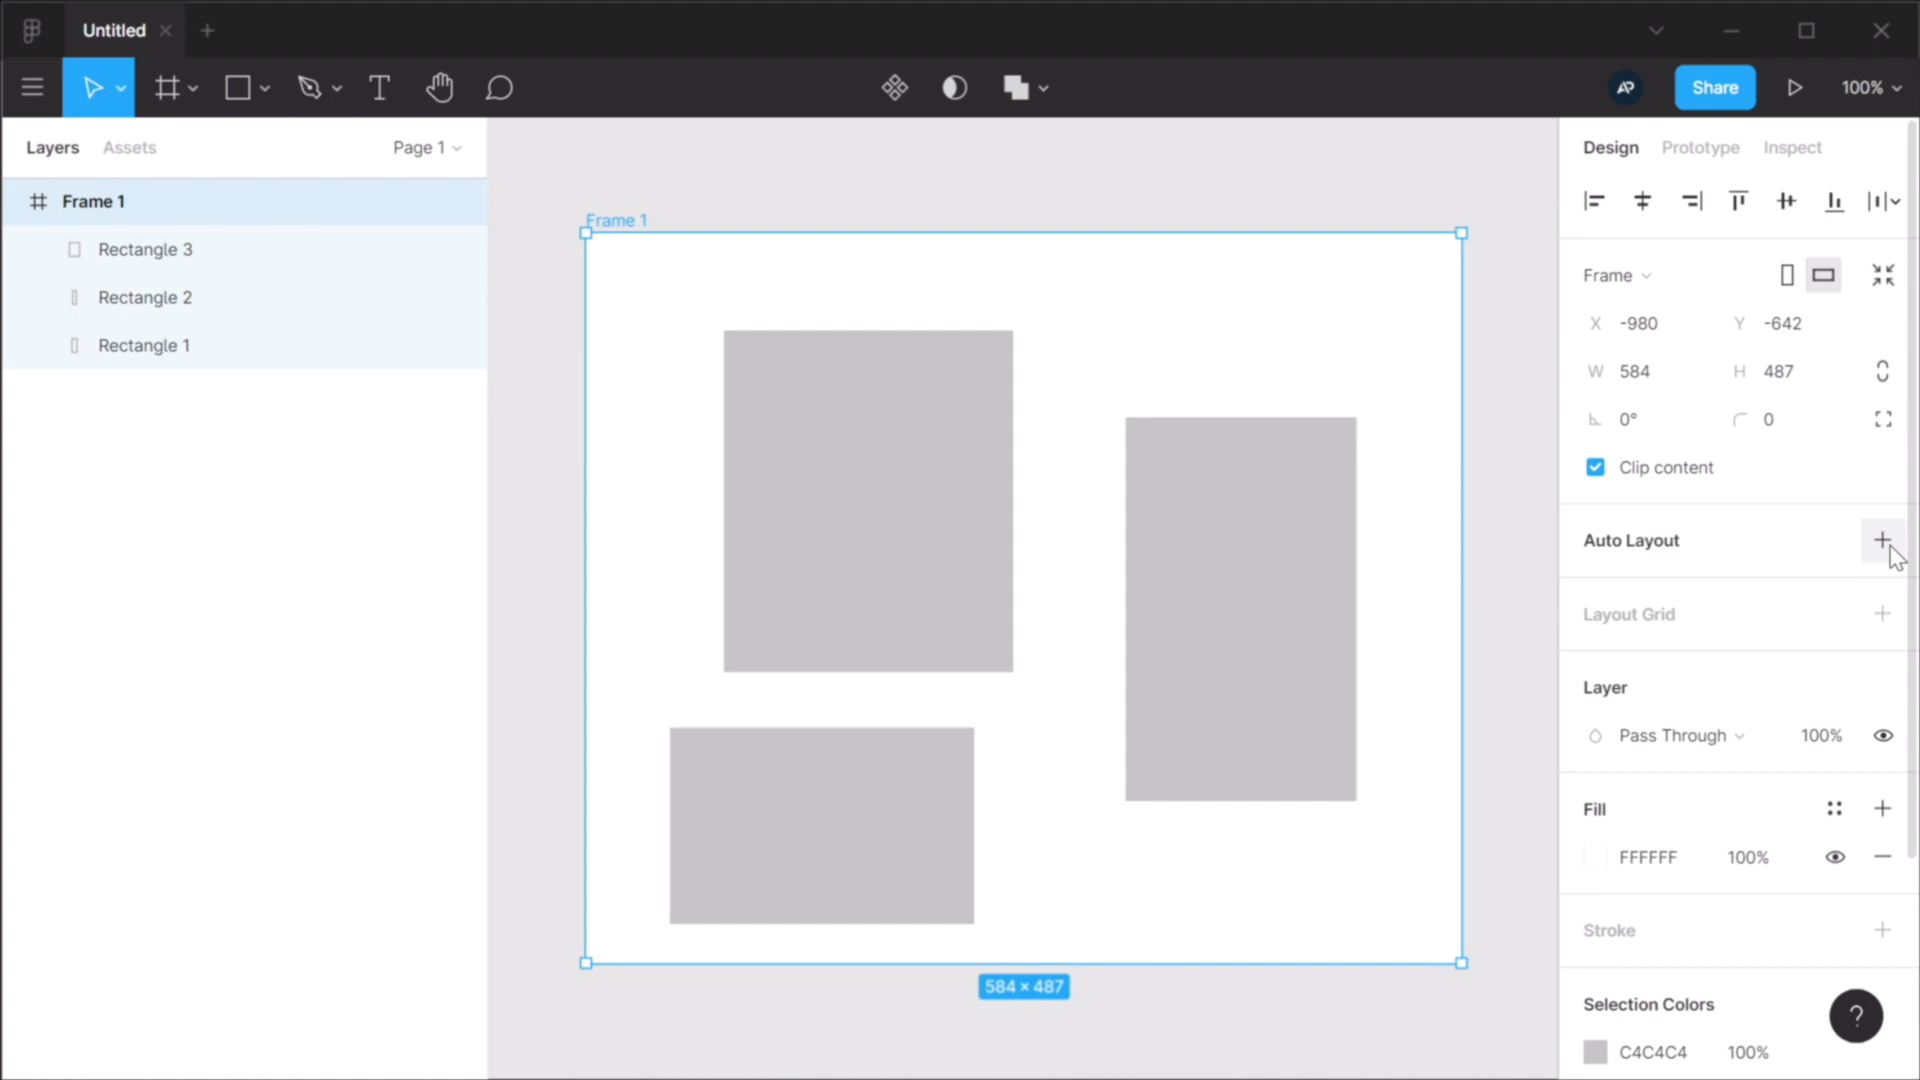 Untitled
AP
Share
100%
Layers
Assets
Page 1
Design
Prototype
Inspect
Frame 1
Rectangle 3
Rectangle 2
Rectangle 1
Frame 1
584 × 487
Frame
X -980
Y -642
W 584
H 487
0°
0
Clip content
Auto Layout
Layout Grid
Layer
Pass Through
100%
Fill
FFFFFF
100%
Stroke
Selection Colors
?
C4C4C4
100%